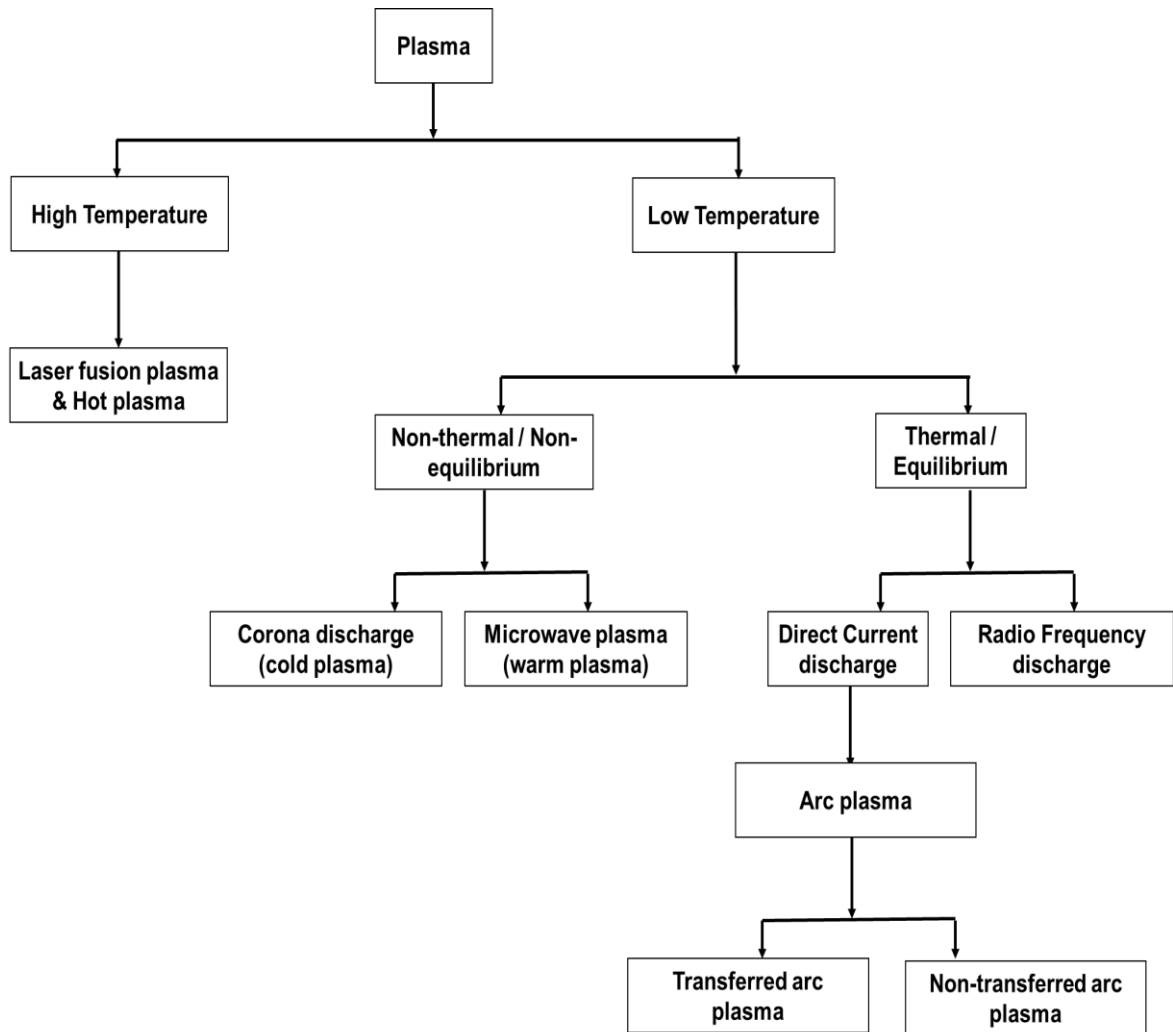 Plasma
High Temperature
Low Temperature
Laser fusion plasma
& Hot plasma
Non-thermal / Non-
equilibrium
Thermal /
Equilibrium
Corona discharge
(cold plasma)
Microwave plasma
(warm plasma)
Direct Current
discharge
Radio Frequency
discharge
Arc plasma
Transferred arc
plasma
Non-transferred arc
plasma